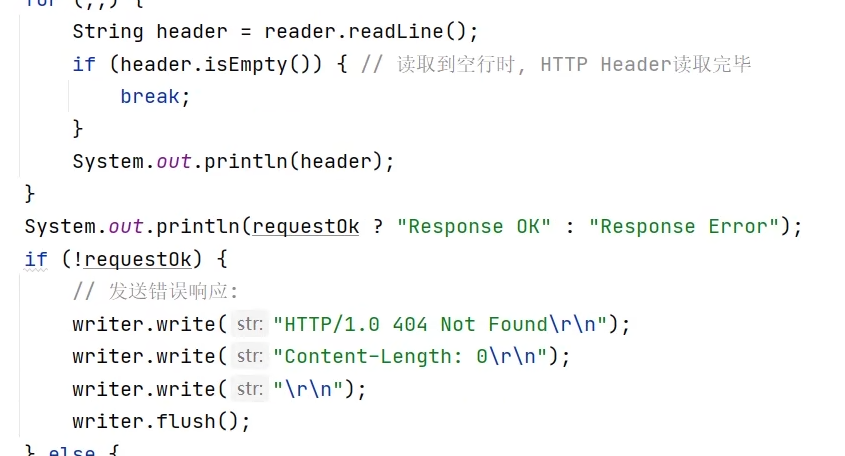 for (;;) {
String header = reader.readLine();
if (header.isEmpty()) { // 读取到空行时, HTTP Header读取完毕
break;
}
System.out.println(header);
}
System.out.println(requestOk ? "Response OK" : "Response Error");
if (!requestOk) {
// 发送错误响应:
writer.write( str: "HTTP/1.0 404 Not Found\r\n");
writer.write( str: "Content-Length: 0\r\n");
writer.write( str: "\r\n");
writer.flush();
} else {